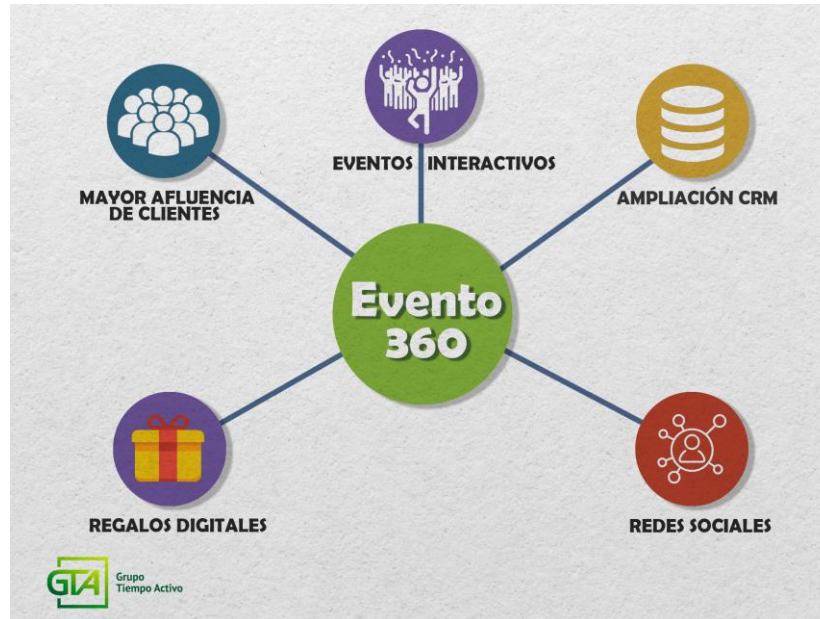 EVENTOS INTERACTIVOS
MAYOR AFLUENCIA
DE CLIENTES
AMPLIACIÓN CRM
Evento
360
REGALOS DIGITALES
REDES SOCIALES
GTA
Grupo
Tiempo Activo